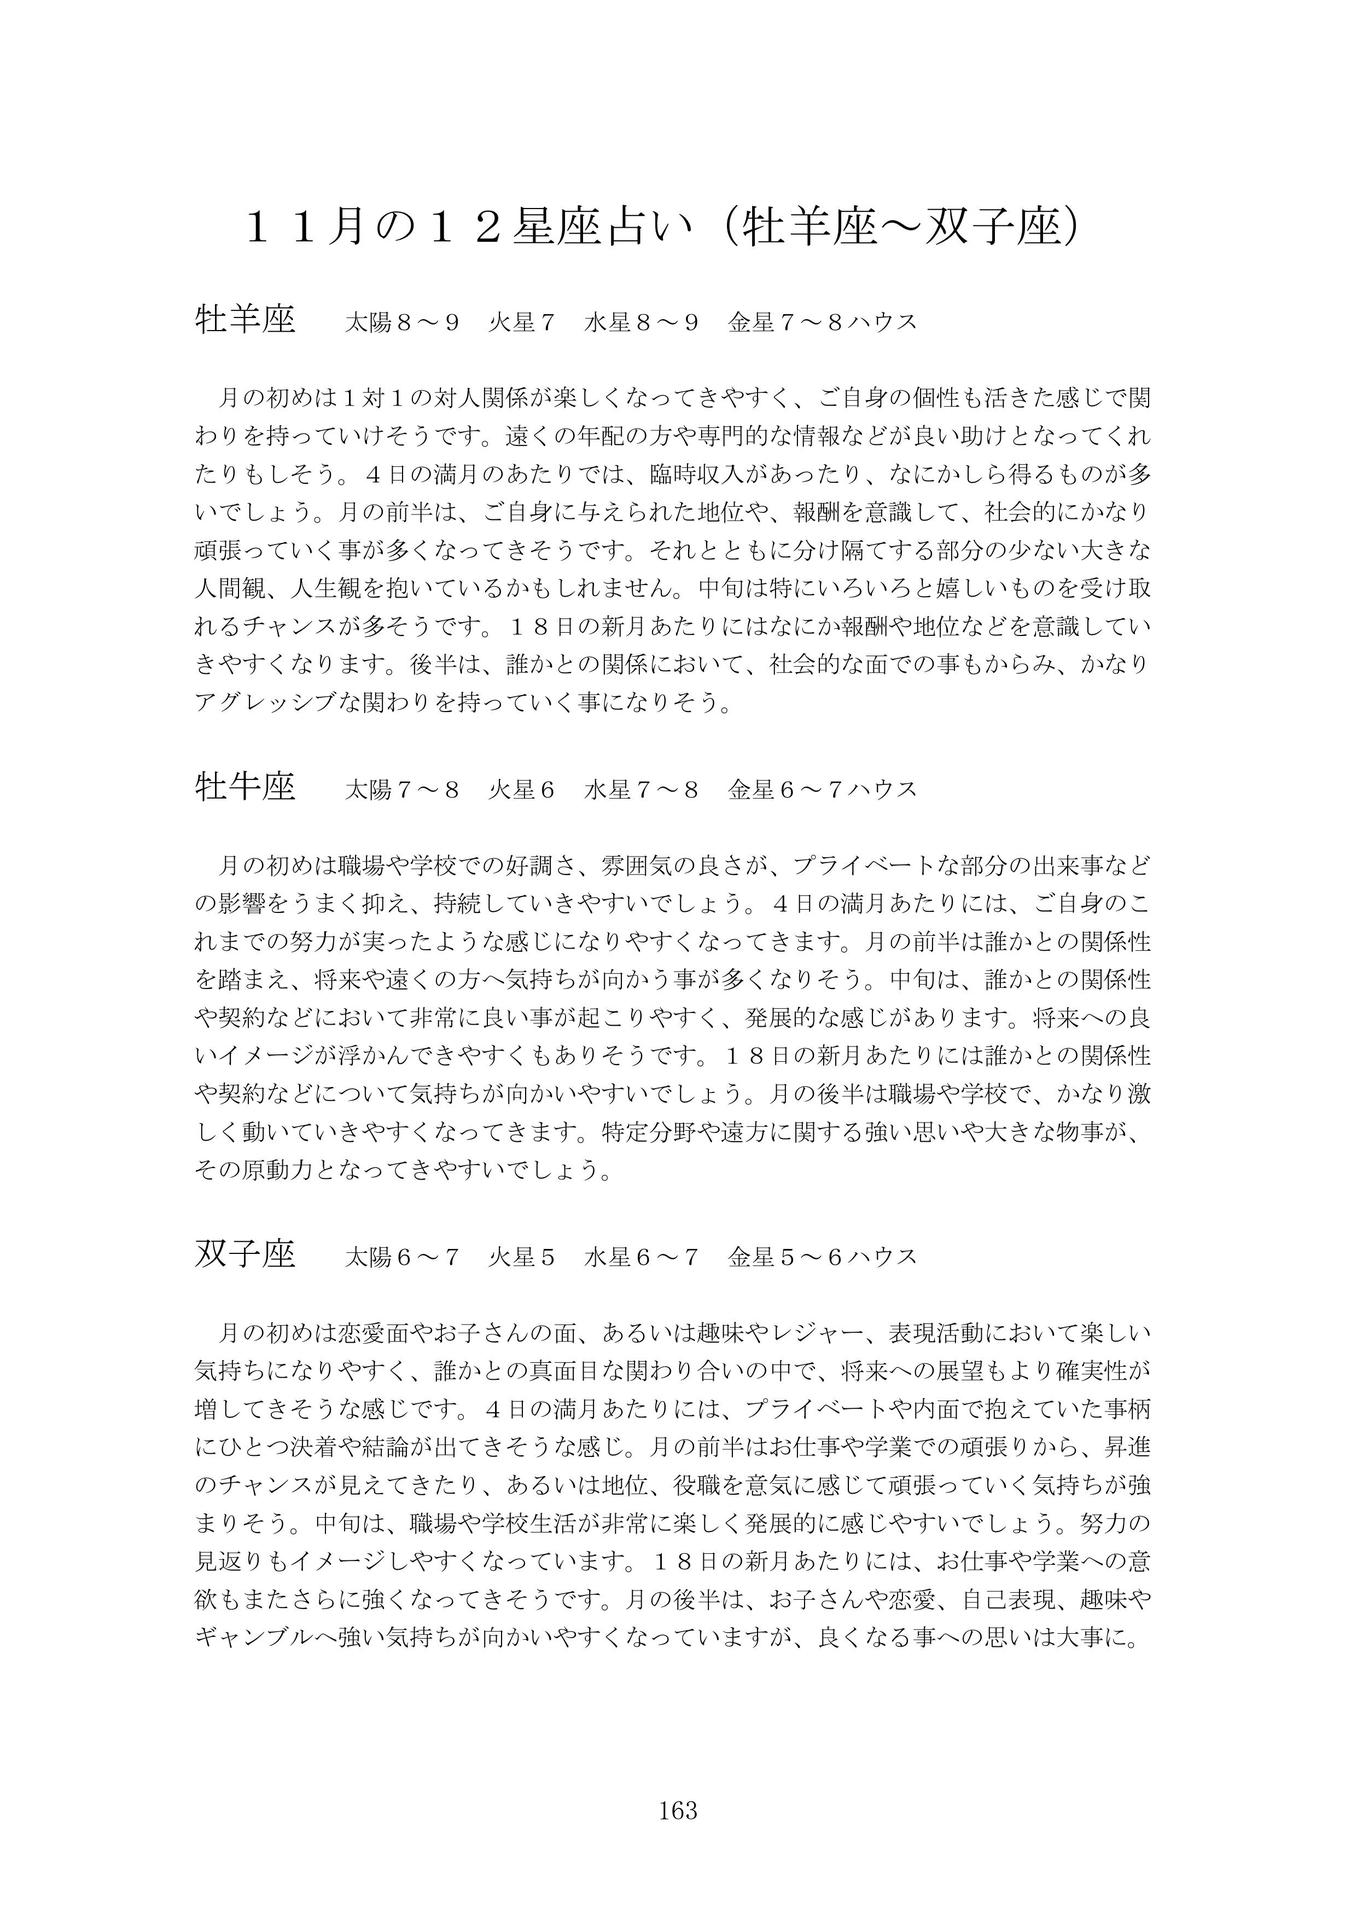 １１月の１２星座占い（牡羊座～双子座）
牡羊座　太陽８～９　火星７　水星８～９　金星７～８ハウス
　月の初めは１対１の対人関係が楽しくなってきやすく、ご自身の個性も活きた感じで関
わりを持っていけそうです。遠くの年配の方や専門的な情報などが良い助けとなってくれ
たりもしそう。４日の満月のあたりでは、臨時収入があったり、なにかしら得るものが多
いでしょう。月の前半は、ご自身に与えられた地位や、報酬を意識して、社会的にかなり
頑張っていく事が多くなってきそうです。それとともに分け隔てする部分の少ない大きな
人間観、人生観を抱いているかもしれません。中旬は特にいろいろと嬉しいものを受け取
れるチャンスが多そうです。１８日の新月あたりにはなにか報酬や地位などを意識してい
きやすくなります。後半は、誰かとの関係において、社会的な面での事もからみ、かなり
アグレッシブな関わりを持っていく事になりそう。
牡牛座　太陽７～８　火星６　水星７～８　金星６～７ハウス
　月の初めは職場や学校での好調さ、雰囲気の良さが、プライベートな部分の出来事など
の影響をうまく抑え、持続していきやすいでしょう。４日の満月あたりには、ご自身のこ
れまでの努力が実ったような感じになりやすくなってきます。月の前半は誰かとの関係性
を踏まえ、将来や遠くの方へ気持ちが向かう事が多くなりそう。中旬は、誰かとの関係性
や契約などにおいて非常に良い事が起こりやすく、発展的な感じがあります。将来への良
いイメージが浮かんできやすくもありそうです。１８日の新月あたりには誰かとの関係性
や契約などについて気持ちが向かいやすいでしょう。月の後半は職場や学校で、かなり激
しく動いていきやすくなってきます。特定分野や遠方に関する強い思いや大きな物事が、
その原動力となってきやすいでしょう。
双子座　太陽６～７　火星５　水星６～７　金星５～６ハウス
　月の初めは恋愛面やお子さんの面、あるいは趣味やレジャー、表現活動において楽しい
気持ちになりやすく、誰かとの真面目な関わり合いの中で、将来への展望もより確実性が
増してきそうな感じです。４日の満月あたりには、プライベートや内面で抱えていた事柄
にひとつ決着や結論が出てきそうな感じ。月の前半はお仕事や学業での頑張りから、昇進
のチャンスが見えてきたり、あるいは地位、役職を意気に感じて頑張っていく気持ちが強
まりそう。中旬は、職場や学校生活が非常に楽しく発展的に感じやすいでしょう。努力の
見返りもイメージしやすくなっています。１８日の新月あたりには、お仕事や学業への意
欲もまたさらに強くなってきそうです。月の後半は、お子さんや恋愛、自己表現、趣味や
ギャンブルへ強い気持ちが向かいやすくなっていますが、良くなる事への思いは大事に。
163